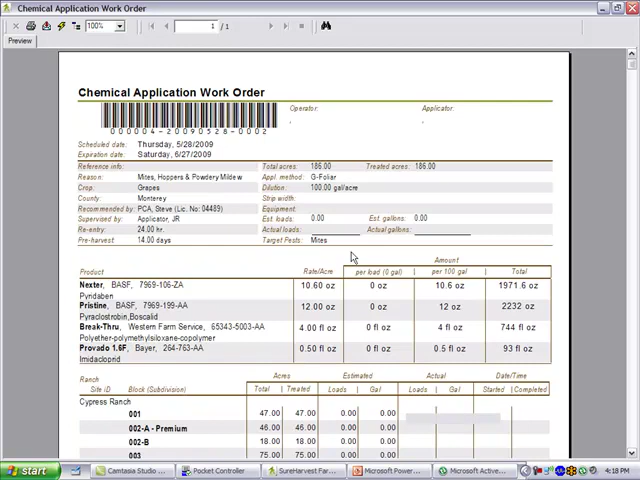 Chemical Application Work Order
100%
1 / 1
Preview
Chemical Application Work Order
Operator: Applicator:
, ,
000004-20090528-0002
Scheduled date: Thursday, 5/28/2009
Expiration date: Saturday, 6/27/2009
Reference info: Total acres: 186.00 Treated acres: 186.00
Reason: Mites, Hoppers & Powdery Mildew Appl. method: G-Foliar
Crop: Grapes Dilution: 100.00 gal/acre
County: Monterey Strip width:
Recommended by: PCA, Steve (Lic. No: 04489) Equipment:
Supervised by: Applicator, JR Est loads: 0.00 Est gallons: 0.00
Re-entry: 24.00 hr. Actual loads: Actual gallons:
Pre-harvest: 14.00 days Target Pests: Mites
Amount
Product Rate/Acre per load (0 gal) per 100 gal Total
Nexter, BASF, 7969-106-ZA 10.60 oz 0 oz 10.6 oz 1971.6 oz
Pyridaben
Pristine, BASF, 7969-199-AA 12.00 oz 0 oz 12 oz 2232 oz
Pyraclostrobin,Boscalid
Break-Thru, Western Farm Service, 65343-5003-AA 4.00 fl oz 0 fl oz 4 fl oz 744 fl oz
Polyether-polymethylsiloxane-copolymer
Provado 1.6F, Bayer, 264-763-AA 0.50 fl oz 0 fl oz 0.5 fl oz 93 fl oz
Imidacloprid
Ranch Acres Estimated Actual Date/Time
Site ID Block (Subdivision) Total Treated Loads Gal Loads Gal Started Completed
Cypress Ranch
001 47.00 47.00 0.00 0.00
002-A - Premium 46.00 46.00 0.00 0.00
002-B 18.00 18.00 0.00 0.00
003 75.00 75.00 0.00 0.00
start Camtasia Studio ... Pocket Controller SureHarvest Far... Microsoft Power... Microsoft Active... 4:18 PM